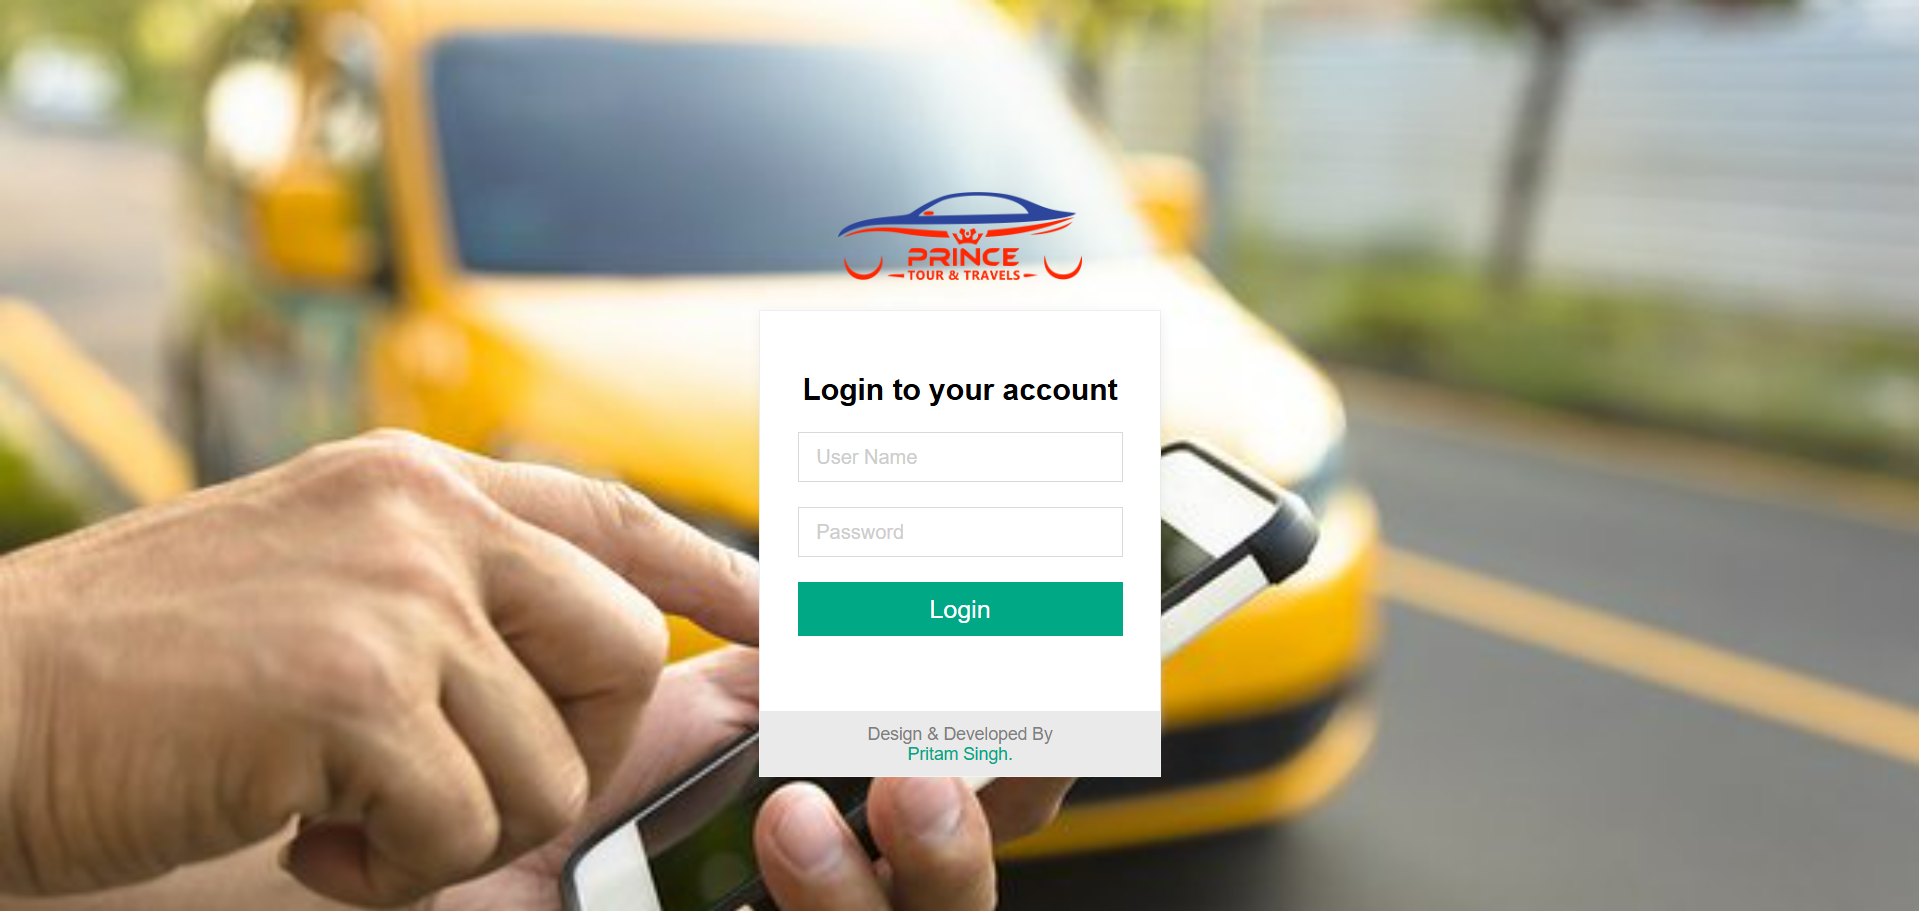 PRINCE
TOUR & TRAVELS
Login to your account
User Name
Password
Login
Design & Developed By
Pritam Singh.